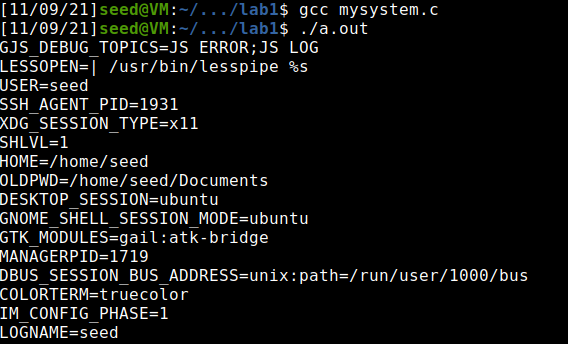 [11/09/21]seed@VM:~/.../lab1$ gcc mysystem.c
[11/09/21]seed@VM:~/.../lab1$ ./a.out
GJS_DEBUG_TOPICS=JS ERROR;JS LOG
LESSOPEN=| /usr/bin/lesspipe %s
USER=seed
SSH_AGENT_PID=1931
XDG_SESSION_TYPE=x11
SHLVL=1
HOME=/home/seed
OLDPWD=/home/seed/Documents
DESKTOP_SESSION=ubuntu
GNOME_SHELL_SESSION_MODE=ubuntu
GTK_MODULES=gail:atk-bridge
MANAGERPID=1719
DBUS_SESSION_BUS_ADDRESS=unix:path=/run/user/1000/bus
COLORTERM=truecolor
IM_CONFIG_PHASE=1
LOGNAME=seed